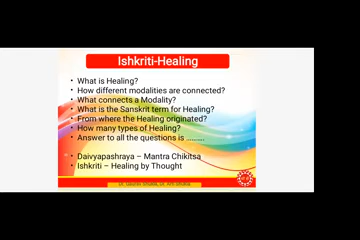 Ishkriti-Healing
• What is Healing?
• How different modalities are connected?
• What connects a Modality?
• What is the Sanskrit term for Healing?
• From where the Healing originated?
• How many types of Healing?
• Answer to all the questions is ........
• Daivyapashraya – Mantra Chikitsa
• Ishkriti – Healing by Thought